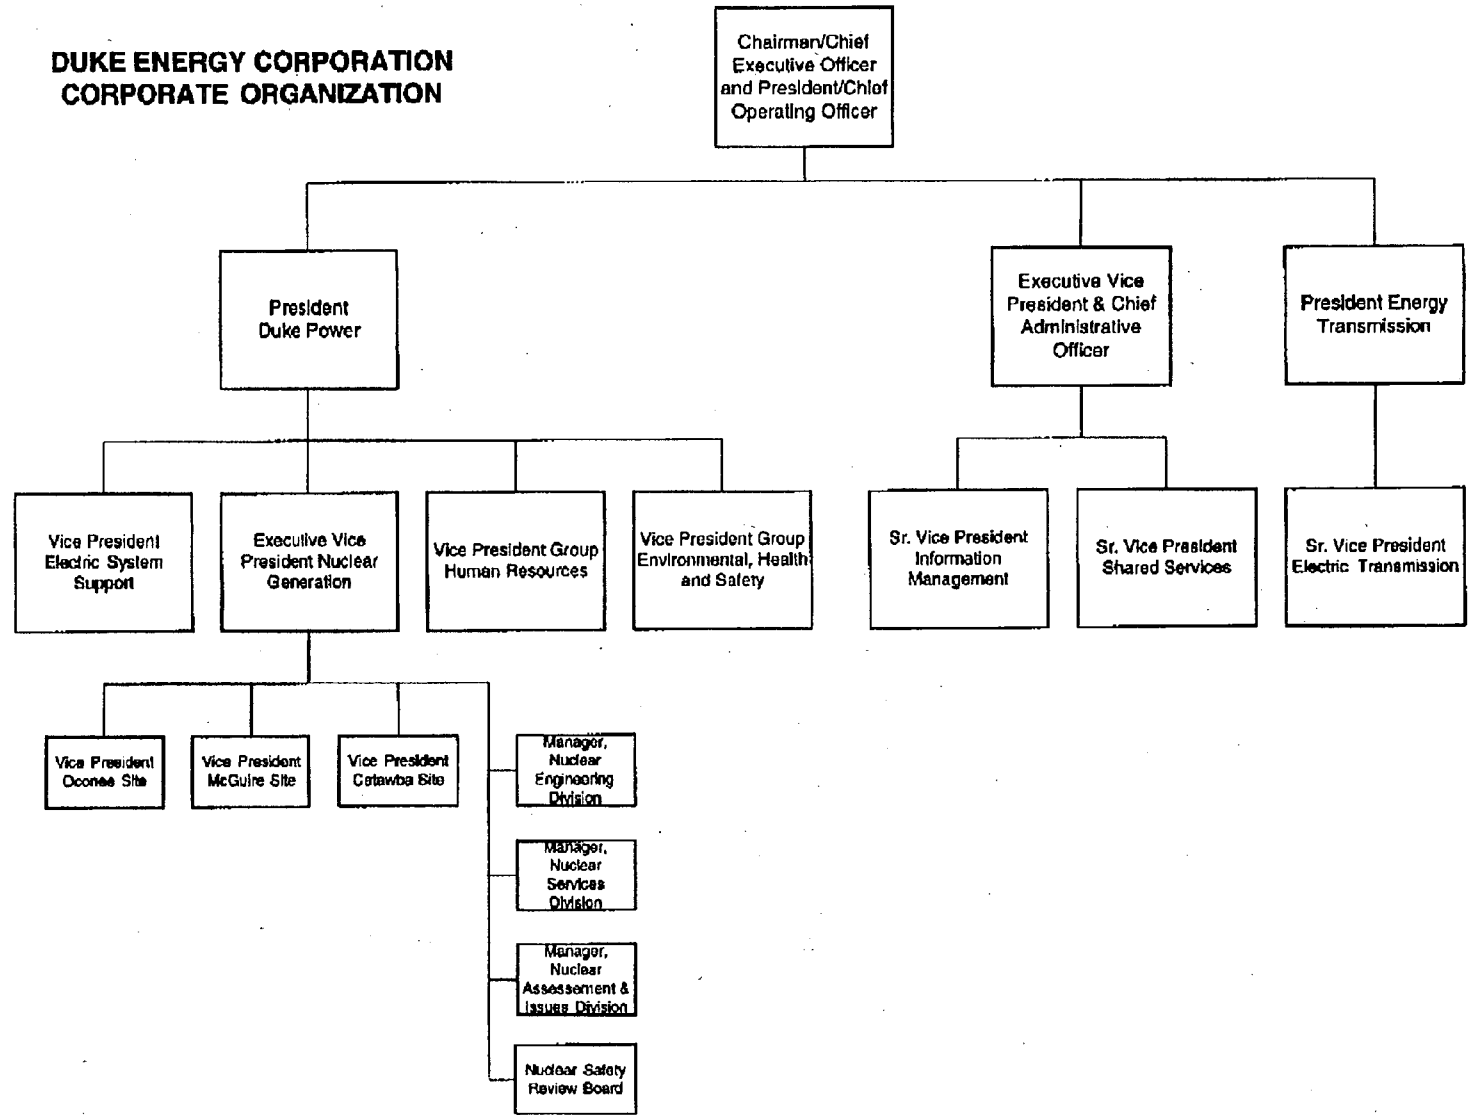 DUKE ENERGY CORPORATION
CORPORATE ORGANIZATION
Chairman/Chief
Executive Officer
and President/Chief
Operating Officer
President
Duke Power
Executive Vice
President & Chief
Administrative
Officer
President Energy
Transmission
Vice President
Electric System
Support
Executive Vice
President Nuclear
Generation
Vice President Group
Human Resources
Vice President Group
Environmental, Health
and Safety
Sr. Vice President
Information
Management
Sr. Vice President
Shared Services
Sr. Vice President
Electric Transmission
Vice President
Oconee Site
Vice President
McGuire Site
Vice President
Catawba Site
Manager,
Nuclear
Engineering
Division
Manager,
Nuclear
Services
Division
Manager,
Nuclear
Assessement &
Issues Division
Nuclear Safety
Review Board